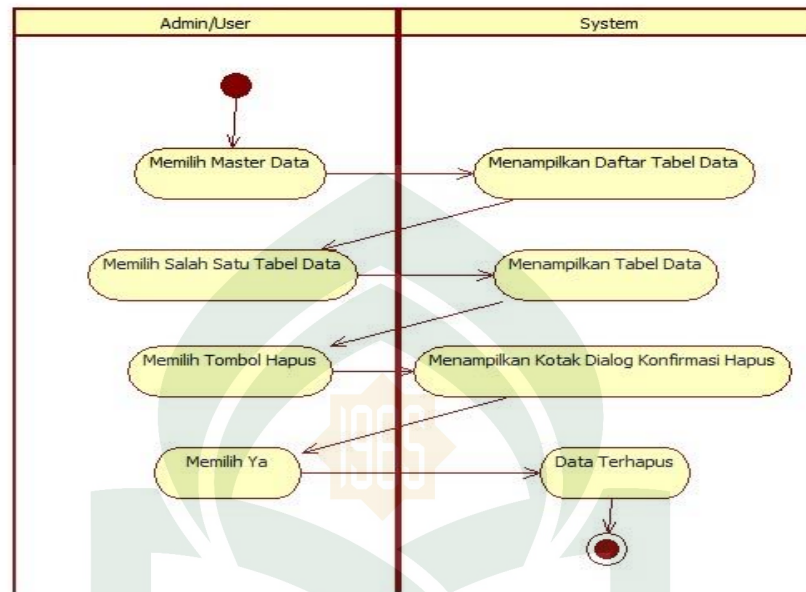 Admin/User
System
Memilih Master Data
Menampilkan Daftar Tabel Data
Memilih Salah Satu Tabel Data
Menampilkan Tabel Data
Memilih Tombol Hapus
Menampilkan Kotak Dialog Konfirmasi Hapus
1965
Memilih Ya
Data Terhapus